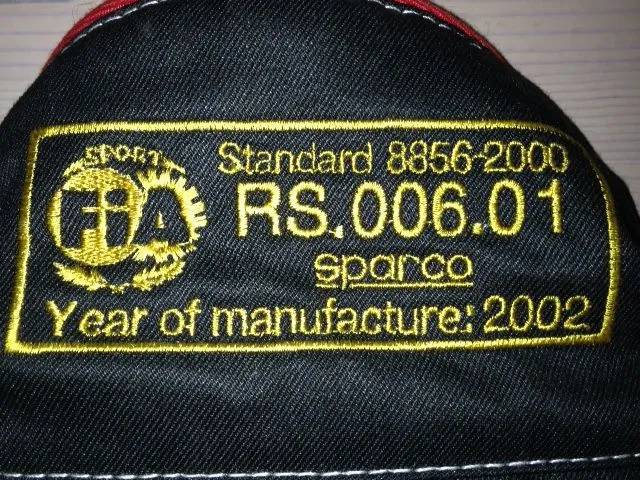 SPORT
FiA
Standard 8856-2000
RS.006.01
sparco
Year of manufacture: 2002